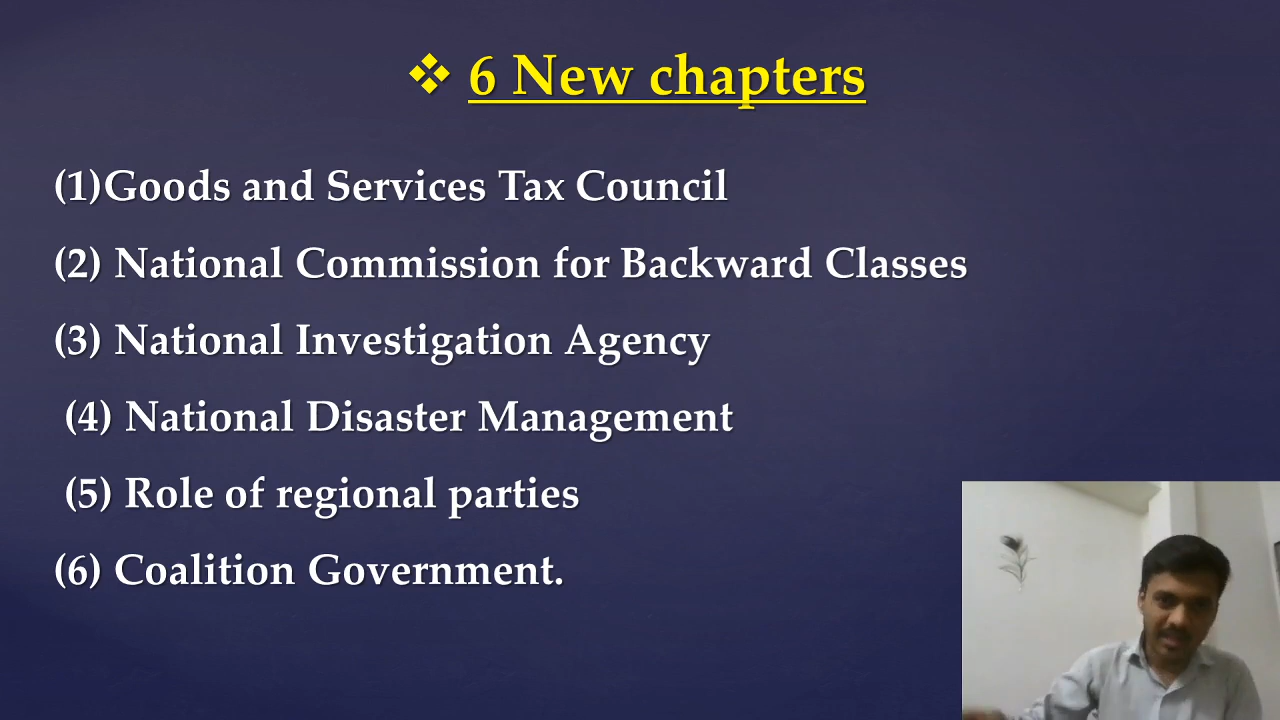 ❖ 6 New chapters
(1)Goods and Services Tax Council
(2) National Commission for Backward Classes
(3) National Investigation Agency
(4) National Disaster Management
(5) Role of regional parties
(6) Coalition Government.